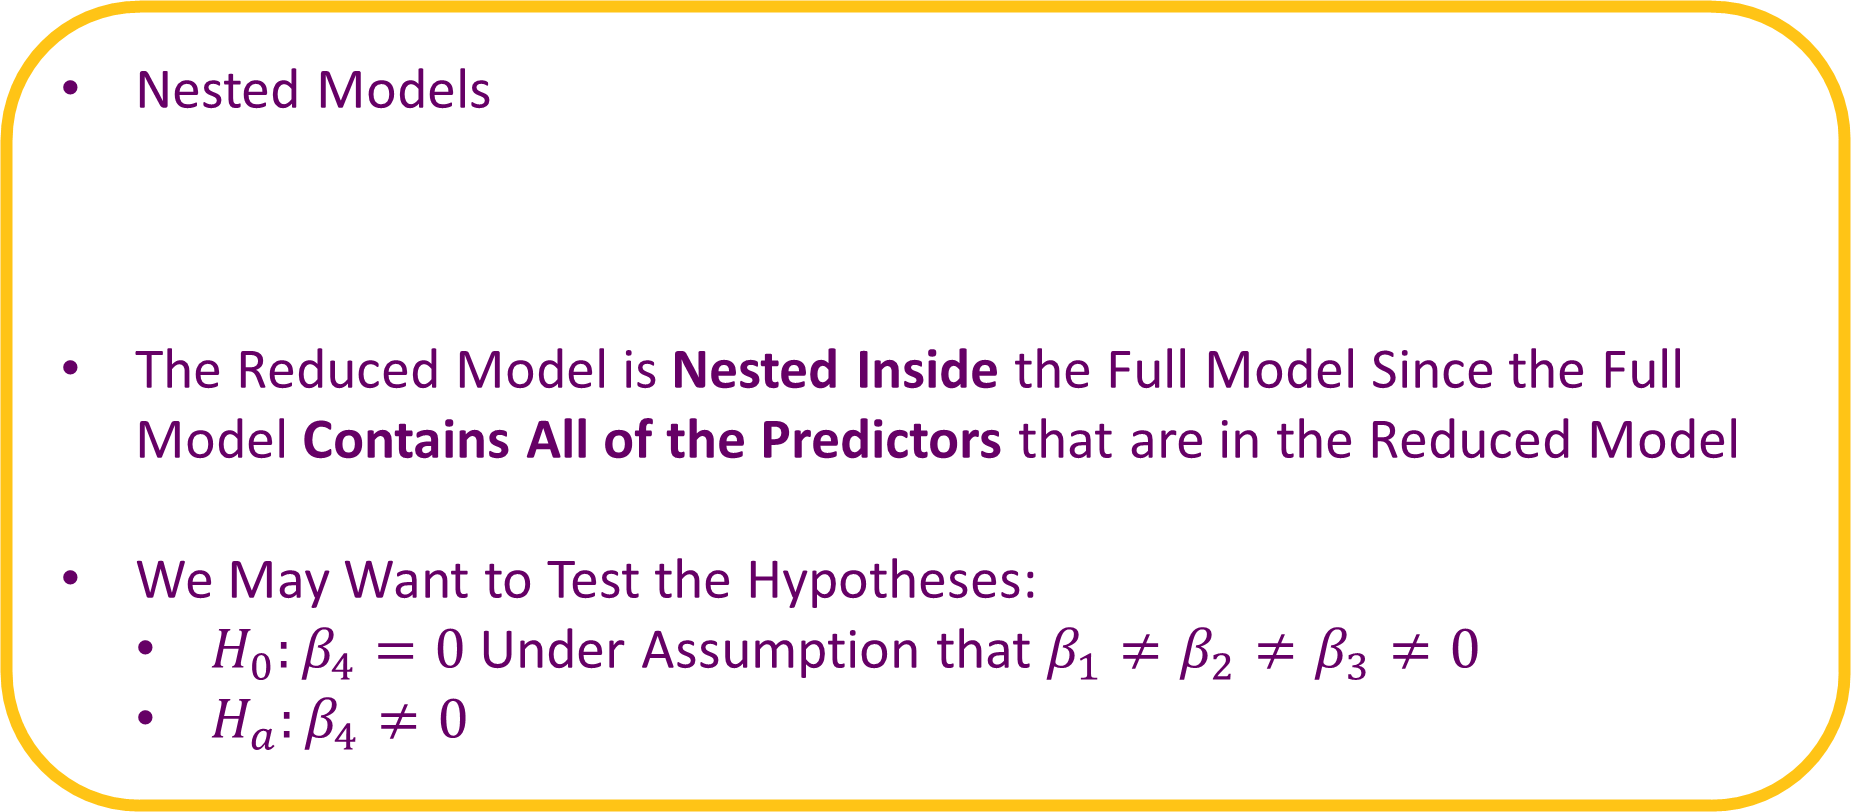 • Nested Models
• The Reduced Model is Nested Inside the Full Model Since the Full
Model Contains All of the Predictors that are in the Reduced Model
• We May Want to Test the Hypotheses:
• H₀: β₄ = 0 Under Assumption that β₁ ≠ β₂ ≠ β₃ ≠ 0
• Hₐ: β₄ ≠ 0